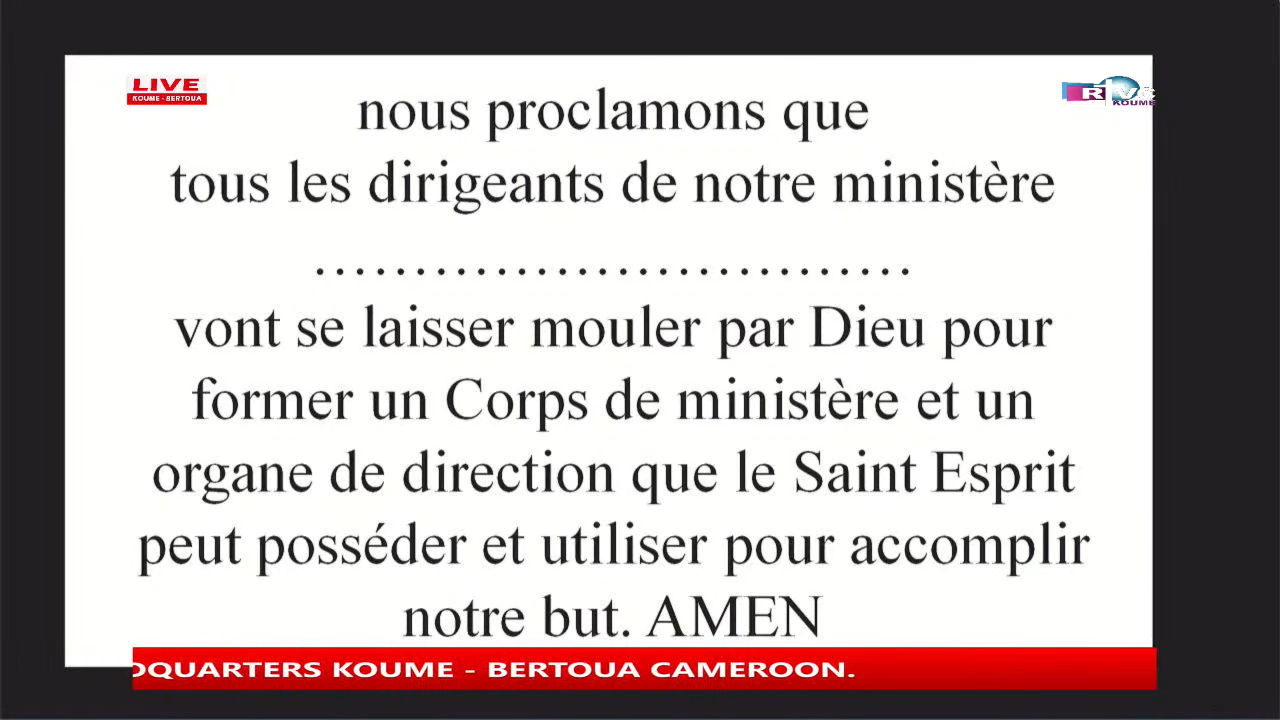 LIVE
KOUME - BERTOUA
KOUME
nous proclamons que
tous les dirigeants de notre ministère
..............................
vont se laisser mouler par Dieu pour
former un Corps de ministère et un
organe de direction que le Saint Esprit
peut posséder et utiliser pour accomplir
notre but. AMEN
KOUME - BERTOUA CAMEROON.